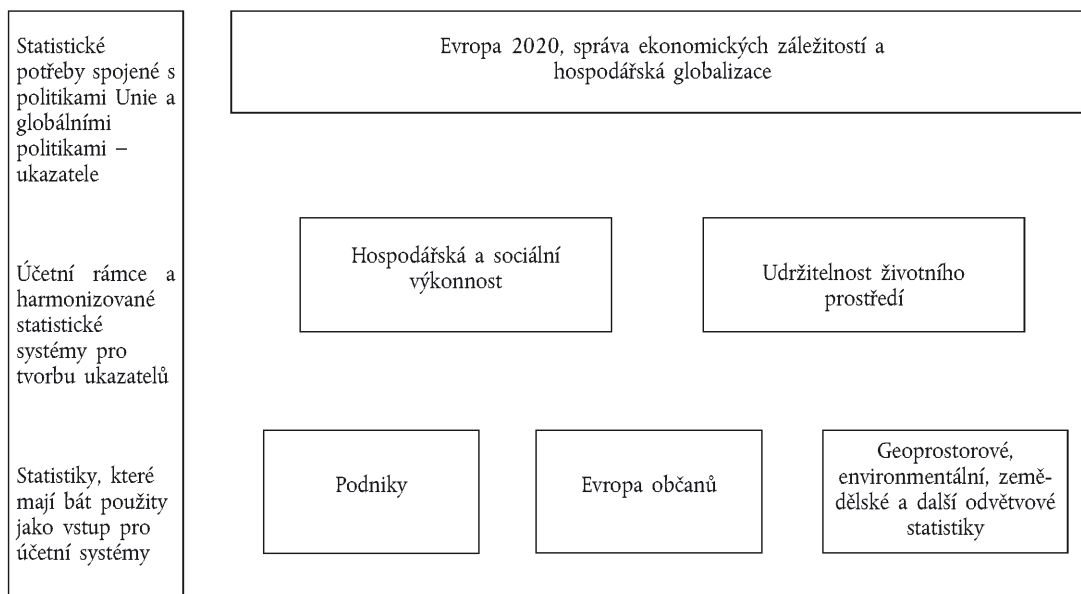 Statistické
potřeby spojené s
politikami Unie a
globálními
politikami –
ukazatele
Evropa 2020, správa ekonomických záležitostí a
hospodářská globalizace
Účetní rámce a
harmonizované
statistické
systémy pro
tvorbu ukazatelů
Hospodářská a sociální
výkonnost
Udržitelnost životního
prostředí
Statistiky, které
mají bát použity
jako vstup pro
účetní systémy
Podniky
Evropa občanů
Geoprostorové,
environmentální, země-
dělské a další odvětvové
statistiky